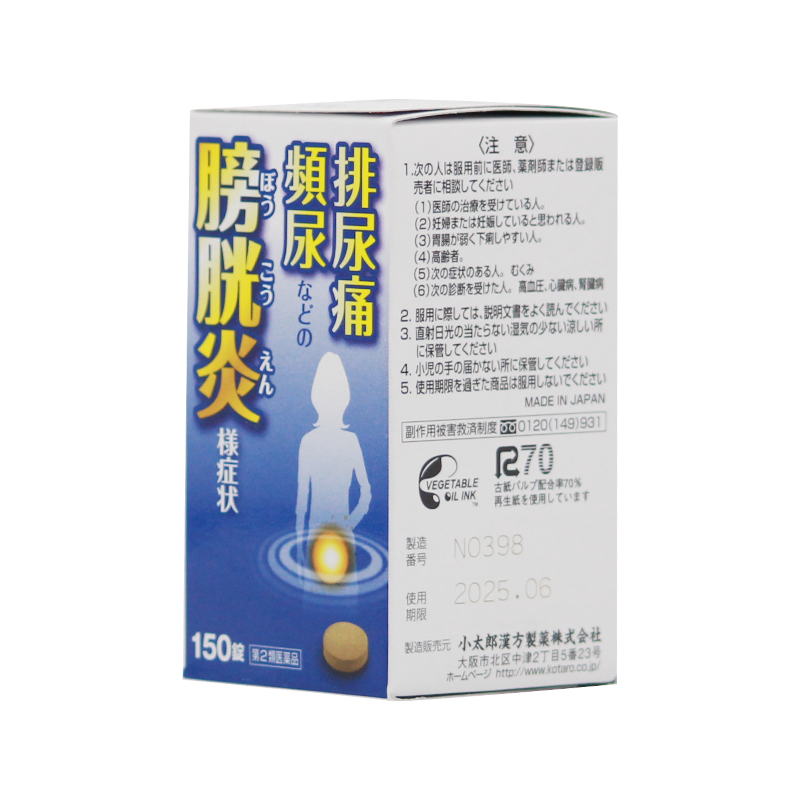 排尿痛
頻尿などの
膀胱炎
ぼう
こう
えん
様症状
150錠
第2類医薬品
〈注 意〉
1.次の人は服用前に医師、薬剤師または登録販
売者に相談してください
(1)医師の治療を受けている人。
(2)妊婦または妊娠していると思われる人。
(3)胃腸が弱く下痢しやすい人。
(4)高齢者。
(5)次の症状のある人。 むくみ
(6)次の診断を受けた人。 高血圧、心臓病、腎臓病
2. 服用に際しては、説明文書をよく読んでください
3. 直射日光の当たらない湿気の少ない涼しい所
に保管してください
4. 小児の手の届かない所に保管してください
5. 使用期限を過ぎた商品は服用しないでください
MADE IN JAPAN
副作用被害救済制度 0120(149)931
VEGETABLE
OIL INK
TM
R70
古紙パルプ配合率70%
再生紙を使用しています
製造
番号
N0398
使用
期限
2025.06
製造販売元 小太郎漢方製薬株式会社
大阪市北区中津2丁目5番23号
ホームページ http://www.kotaro.co.jp/